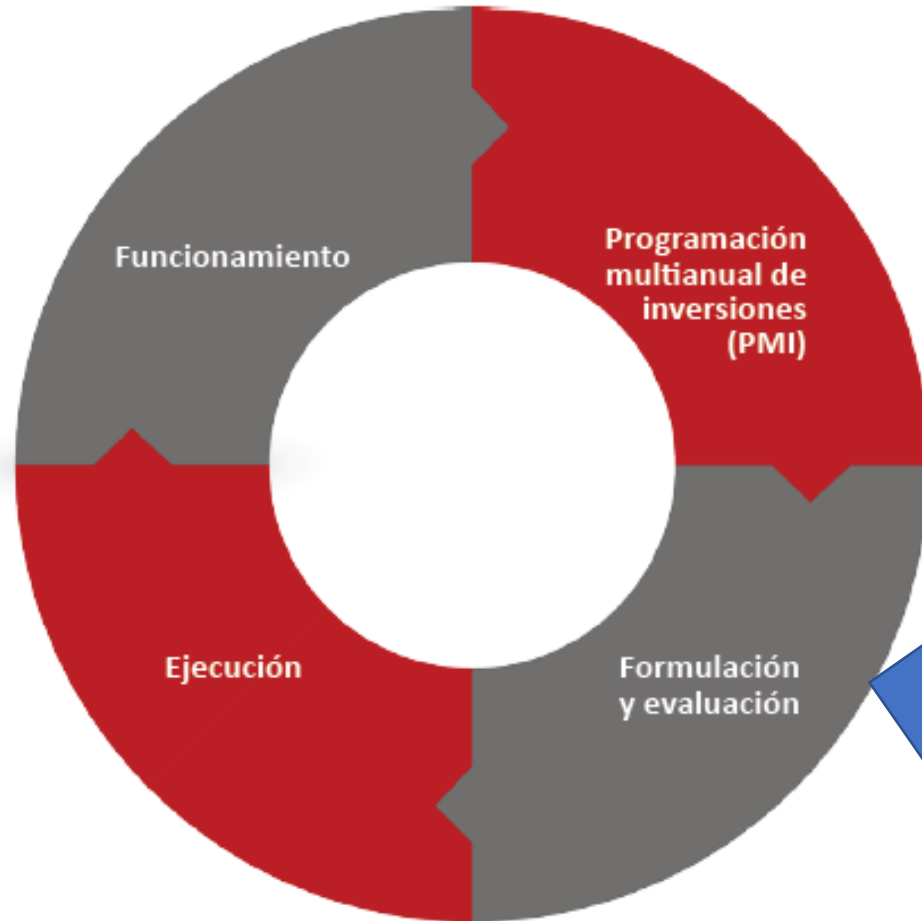 Funcionamiento
Programación
multianual de
inversiones
(PMI)
Ejecución
Formulación
y evaluación